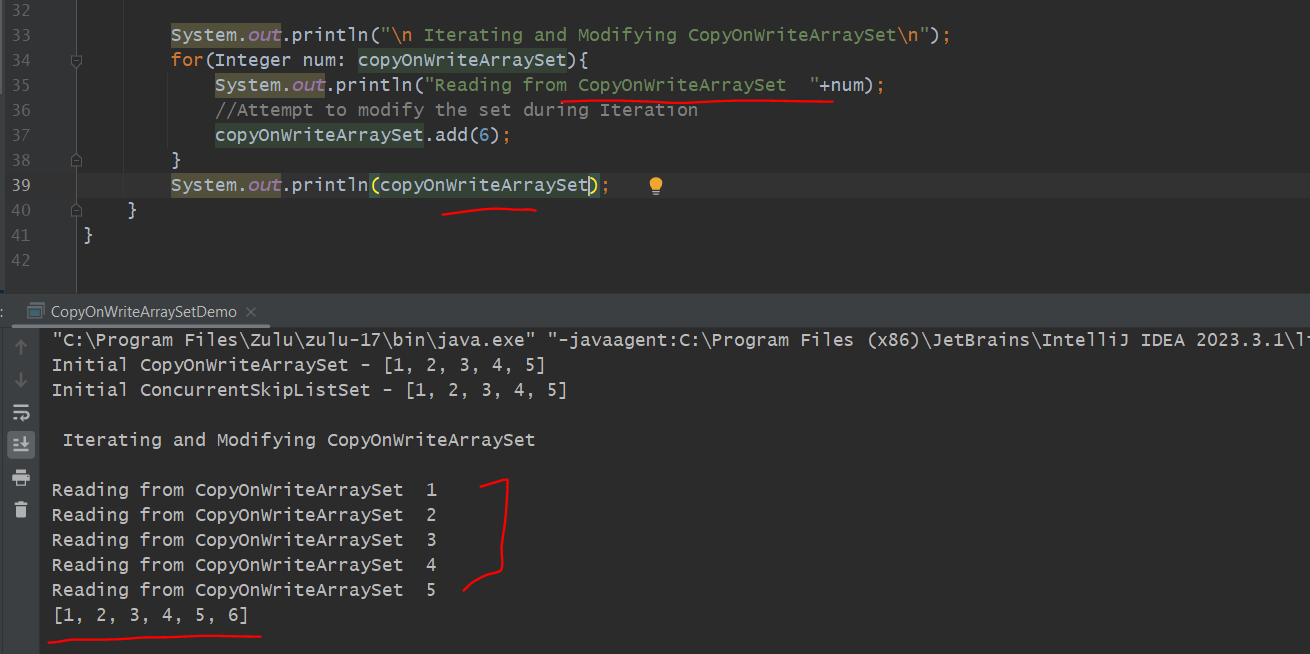 32
33 System.out.println("\n Iterating and Modifying CopyOnWriteArraySet\n");
34 for(Integer num: copyOnWriteArraySet){
35 System.out.println("Reading from CopyOnWriteArraySet  "+num);
36 //Attempt to modify the set during Iteration
37 copyOnWriteArraySet.add(6);
38 }
39 System.out.println(copyOnWriteArraySet);
40 }
41 }
42
: CopyOnWriteArraySetDemo ×
"C:\Program Files\Zulu\zulu-17\bin\java.exe" "-javaagent:C:\Program Files (x86)\JetBrains\IntelliJ IDEA 2023.3.1\li
Initial CopyOnWriteArraySet - [1, 2, 3, 4, 5]
Initial ConcurrentSkipListSet - [1, 2, 3, 4, 5]
Iterating and Modifying CopyOnWriteArraySet
Reading from CopyOnWriteArraySet  1
Reading from CopyOnWriteArraySet  2
Reading from CopyOnWriteArraySet  3
Reading from CopyOnWriteArraySet  4
Reading from CopyOnWriteArraySet  5
[1, 2, 3, 4, 5, 6]